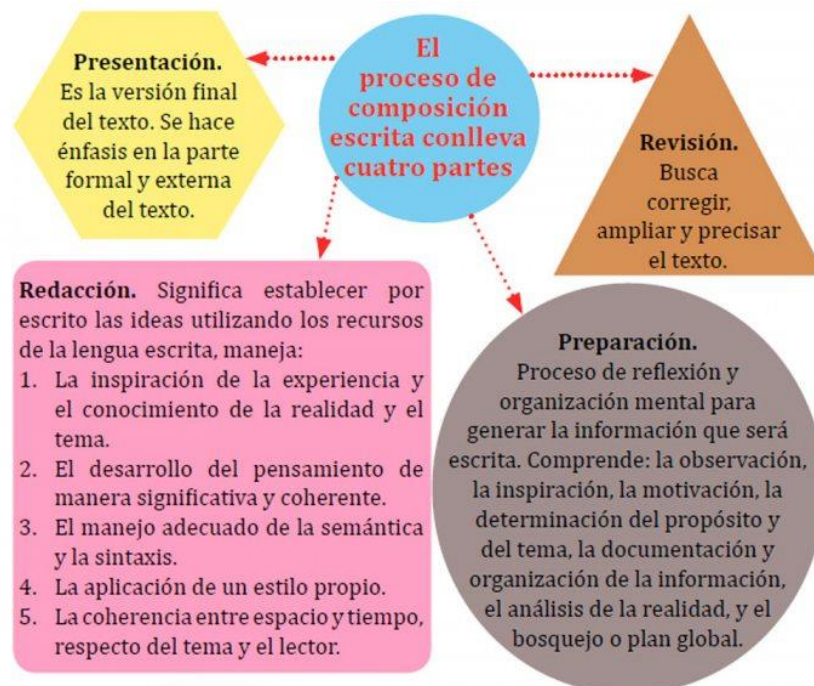 El
proceso de
composición
escrita conlleva
cuatro partes
Presentación.
Es la versión final
del texto. Se hace
énfasis en la parte
formal y externa
del texto.
Revisión.
Busca
corregir,
ampliar y precisar
el texto.
Redacción. Significa establecer por
escrito las ideas utilizando los recursos
de la lengua escrita, maneja:
1. La inspiración de la experiencia y
el conocimiento de la realidad y el
tema.
2. El desarrollo del pensamiento de
manera significativa y coherente.
3. El manejo adecuado de la semántica
y la sintaxis.
4. La aplicación de un estilo propio.
5. La coherencia entre espacio y tiempo,
respecto del tema y el lector.
Preparación.
Proceso de reflexión y
organización mental para
generar la información que será
escrita. Comprende: la observación,
la inspiración, la motivación, la
determinación del propósito y
del tema, la documentación y
organización de la información,
el análisis de la realidad, y el
bosquejo o plan global.